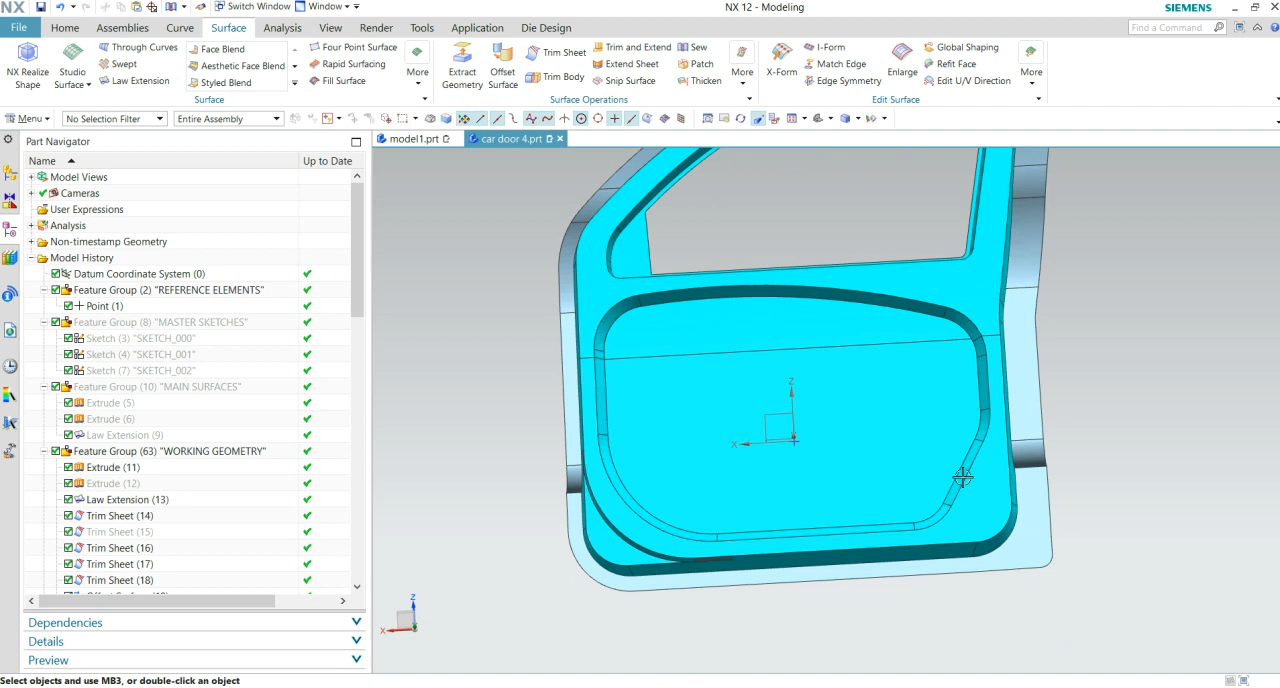 NX Switch Window Window NX 12 - Modeling SIEMENS
File Home Assemblies Curve Surface Analysis View Render Tools Application Die Design Find a Command
NX Realize Shape
Studio Surface
Through Curves
Swept
Law Extension
Face Blend
Aesthetic Face Blend
Styled Blend
Four Point Surface
Rapid Surfacing
Fill Surface
More
Surface
Extract Geometry
Offset Surface
Trim Sheet
Trim Body
Trim and Extend
Extend Sheet
Snip Surface
Sew
Patch
Thicken
More
Surface Operations
X-Form
I-Form
Match Edge
Edge Symmetry
Enlarge
Global Shaping
Refit Face
Edit U/V Direction
More
Edit Surface
Menu No Selection Filter Entire Assembly
Part Navigator
model1.prt car door 4.prt
Name Up to Date
Model Views
Cameras
User Expressions
Analysis
Non-timestamp Geometry
Model History
Datum Coordinate System (0)
Feature Group (2) "REFERENCE ELEMENTS"
Point (1)
Feature Group (8) "MASTER SKETCHES"
Sketch (3) "SKETCH_000"
Sketch (4) "SKETCH_001"
Sketch (7) "SKETCH_002"
Feature Group (10) "MAIN SURFACES"
Extrude (5)
Extrude (6)
Law Extension (9)
Feature Group (63) "WORKING GEOMETRY"
Extrude (11)
Extrude (12)
Law Extension (13)
Trim Sheet (14)
Trim Sheet (15)
Trim Sheet (16)
Trim Sheet (17)
Trim Sheet (18)
Dependencies
Details
Preview
Z
X
Z
X
Select objects and use MB3, or double-click an object